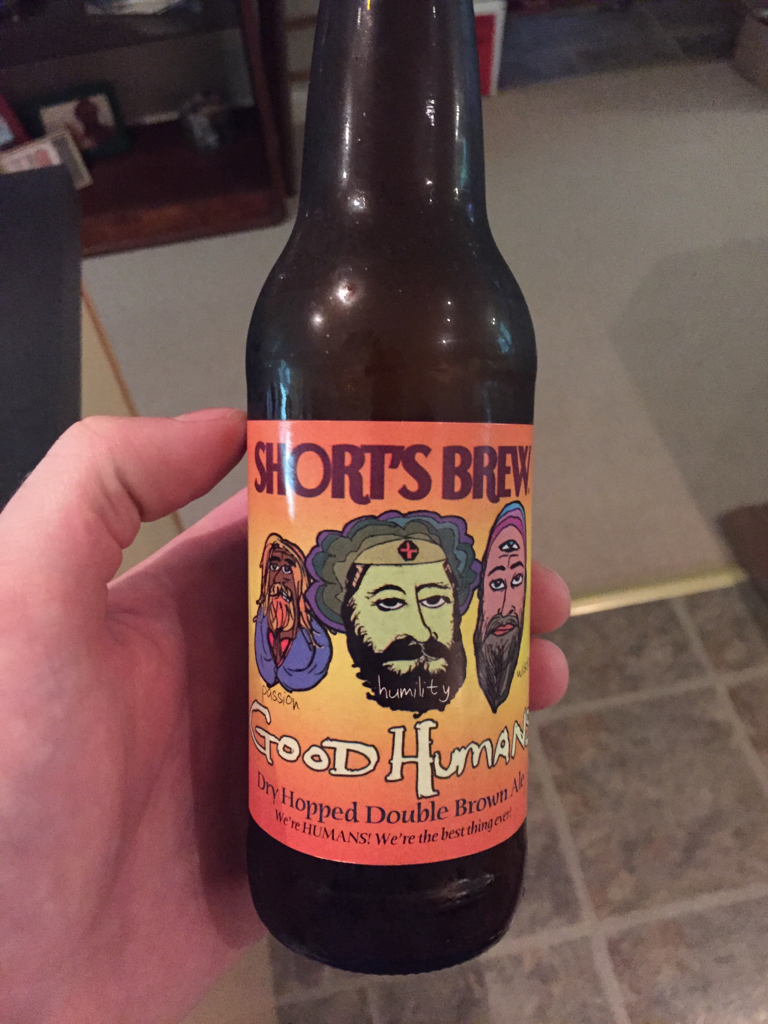 SHORT'S BREW.
passion
humility
GOOD HUMANS
Dry Hopped Double Brown Ale
We're HUMANS! We're the best thing ever!